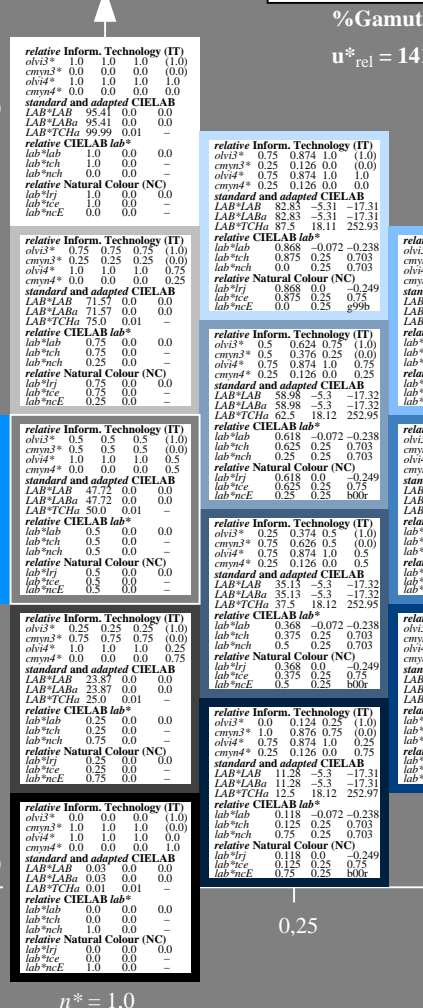 %Gamut
u*rel = 141
relative Inform. Technology (IT)
olvi3* 1.0 1.0 1.0 (1.0)
cmyn3* 0.0 0.0 0.0 (0.0)
olvi4* 1.0 1.0 1.0 1.0
cmyn4* 0.0 0.0 0.0 0.0
standard and adapted CIELAB
LAB*LAB 95.41 0.0 0.0
LAB*LABa 95.41 0.0 0.0
LAB*TCHa 99.99 0.01 –
relative CIELAB lab*
lab*lab 1.0 0.0 0.0
lab*tch 1.0 0.0 –
lab*nch 0.0 0.0 –
relative Natural Colour (NC)
lab*lrj 1.0 0.0 0.0
lab*tce 1.0 0.0 –
lab*ncE 0.0 0.0 –
relative Inform. Technology (IT)
olvi3* 0.75 0.75 0.75 (1.0)
cmyn3* 0.25 0.25 0.25 (0.0)
olvi4* 1.0 1.0 1.0 0.75
cmyn4* 0.0 0.0 0.0 0.25
standard and adapted CIELAB
LAB*LAB 71.57 0.0 0.0
LAB*LABa 71.57 0.0 0.0
LAB*TCHa 75.0 0.01 –
relative CIELAB lab*
lab*lab 0.75 0.0 0.0
lab*tch 0.75 0.0 –
lab*nch 0.25 0.0 –
relative Natural Colour (NC)
lab*lrj 0.75 0.0 0.0
lab*tce 0.75 0.0 –
lab*ncE 0.25 0.0 –
relative Inform. Technology (IT)
olvi3* 0.5 0.5 0.5 (1.0)
cmyn3* 0.5 0.5 0.5 (0.0)
olvi4* 1.0 1.0 1.0 0.5
cmyn4* 0.0 0.0 0.0 0.5
standard and adapted CIELAB
LAB*LAB 47.72 0.0 0.0
LAB*LABa 47.72 0.0 0.0
LAB*TCHa 50.0 0.01 –
relative CIELAB lab*
lab*lab 0.5 0.0 0.0
lab*tch 0.5 0.0 –
lab*nch 0.5 0.0 –
relative Natural Colour (NC)
lab*lrj 0.5 0.0 0.0
lab*tce 0.5 0.0 –
lab*ncE 0.5 0.0 –
relative Inform. Technology (IT)
olvi3* 0.25 0.25 0.25 (1.0)
cmyn3* 0.75 0.75 0.75 (0.0)
olvi4* 1.0 1.0 1.0 0.25
cmyn4* 0.0 0.0 0.0 0.75
standard and adapted CIELAB
LAB*LAB 23.87 0.0 0.0
LAB*LABa 23.87 0.0 0.0
LAB*TCHa 25.0 0.01 –
relative CIELAB lab*
lab*lab 0.25 0.0 0.0
lab*tch 0.25 0.0 –
lab*nch 0.75 0.0 –
relative Natural Colour (NC)
lab*lrj 0.25 0.0 0.0
lab*tce 0.25 0.0 –
lab*ncE 0.75 0.0 –
relative Inform. Technology (IT)
olvi3* 0.0 0.0 0.0 (1.0)
cmyn3* 1.0 1.0 1.0 (0.0)
olvi4* 1.0 1.0 1.0 0.0
cmyn4* 0.0 0.0 0.0 1.0
standard and adapted CIELAB
LAB*LAB 0.03 0.0 0.0
LAB*LABa 0.03 0.0 0.0
LAB*TCHa 0.01 0.01 –
relative CIELAB lab*
lab*lab 0.0 0.0 0.0
lab*tch 0.0 0.0 –
lab*nch 1.0 0.0 –
relative Natural Colour (NC)
lab*lrj 0.0 0.0 0.0
lab*tce 0.0 0.0 –
lab*ncE 1.0 0.0 –
n* = 1,0
relative Inform. Technology (IT)
olvi3* 0.75 0.874 1.0 (1.0)
cmyn3* 0.25 0.126 0.0 (0.0)
olvi4* 0.75 0.874 1.0 1.0
cmyn4* 0.25 0.126 0.0 0.0
standard and adapted CIELAB
LAB*LAB 82.83 –5.31 –17.31
LAB*LABa 82.83 –5.31 –17.31
LAB*TCHa 87.5 18.11 252.93
relative CIELAB lab*
lab*lab 0.868 –0.072 –0.238
lab*tch 0.875 0.25 0.703
lab*nch 0.0 0.25 0.703
relative Natural Colour (NC)
lab*lrj 0.868 0.0 –0.249
lab*tce 0.875 0.25 0.75
lab*ncE 0.0 0.25 g99b
relative Inform. Technology (IT)
olvi3* 0.5 0.624 0.75 (1.0)
cmyn3* 0.5 0.376 0.25 (0.0)
olvi4* 0.75 0.874 1.0 0.75
cmyn4* 0.25 0.126 0.0 0.25
standard and adapted CIELAB
LAB*LAB 58.98 –5.3 –17.32
LAB*LABa 58.98 –5.3 –17.32
LAB*TCHa 62.5 18.12 252.95
relative CIELAB lab*
lab*lab 0.618 –0.072 –0.238
lab*tch 0.625 0.25 0.703
lab*nch 0.25 0.25 0.703
relative Natural Colour (NC)
lab*lrj 0.618 0.0 –0.249
lab*tce 0.625 0.25 0.75
lab*ncE 0.25 0.25 b00r
relative Inform. Technology (IT)
olvi3* 0.25 0.374 0.5 (1.0)
cmyn3* 0.75 0.626 0.5 (0.0)
olvi4* 0.75 0.874 1.0 0.5
cmyn4* 0.25 0.126 0.0 0.5
standard and adapted CIELAB
LAB*LAB 35.13 –5.3 –17.32
LAB*LABa 35.13 –5.3 –17.32
LAB*TCHa 37.5 18.12 252.95
relative CIELAB lab*
lab*lab 0.368 –0.072 –0.238
lab*tch 0.375 0.25 0.703
lab*nch 0.5 0.25 0.703
relative Natural Colour (NC)
lab*lrj 0.368 0.0 –0.249
lab*tce 0.375 0.25 0.75
lab*ncE 0.5 0.25 b00r
relative Inform. Technology (IT)
olvi3* 0.0 0.124 0.25 (1.0)
cmyn3* 1.0 0.876 0.75 (0.0)
olvi4* 0.75 0.874 1.0 0.25
cmyn4* 0.25 0.126 0.0 0.75
standard and adapted CIELAB
LAB*LAB 11.28 –5.3 –17.31
LAB*LABa 11.28 –5.3 –17.31
LAB*TCHa 12.5 18.12 252.97
relative CIELAB lab*
lab*lab 0.118 –0.072 –0.238
lab*tch 0.125 0.25 0.703
lab*nch 0.75 0.25 0.703
relative Natural Colour (NC)
lab*lrj 0.118 0.0 –0.249
lab*tce 0.125 0.25 0.75
lab*ncE 0.75 0.25 b00r
0,25